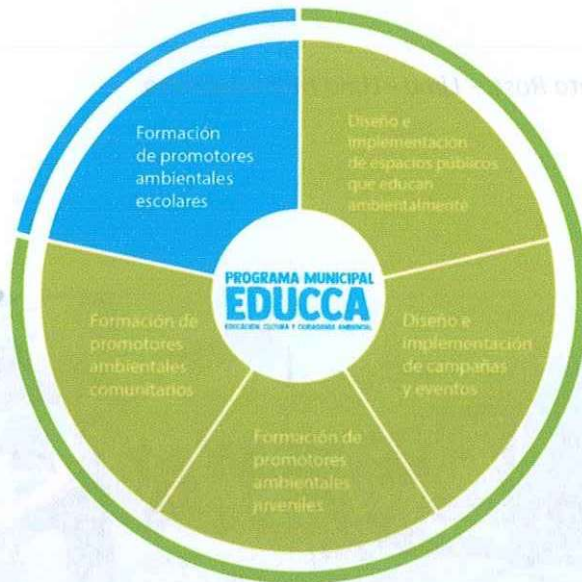 Formación
de promotores
ambientales
escolares
Diseño e
implementación
de espacios públicos
que educan
ambientalmente
PROGRAMA MUNICIPAL
EDUCCA
EDUCACIÓN, CULTURA Y CIUDADANÍA AMBIENTAL
Formación de
promotores
ambientales
comunitarios
Diseño e
implementación
de campañas
y eventos
Formación de
promotores
ambientales
juveniles